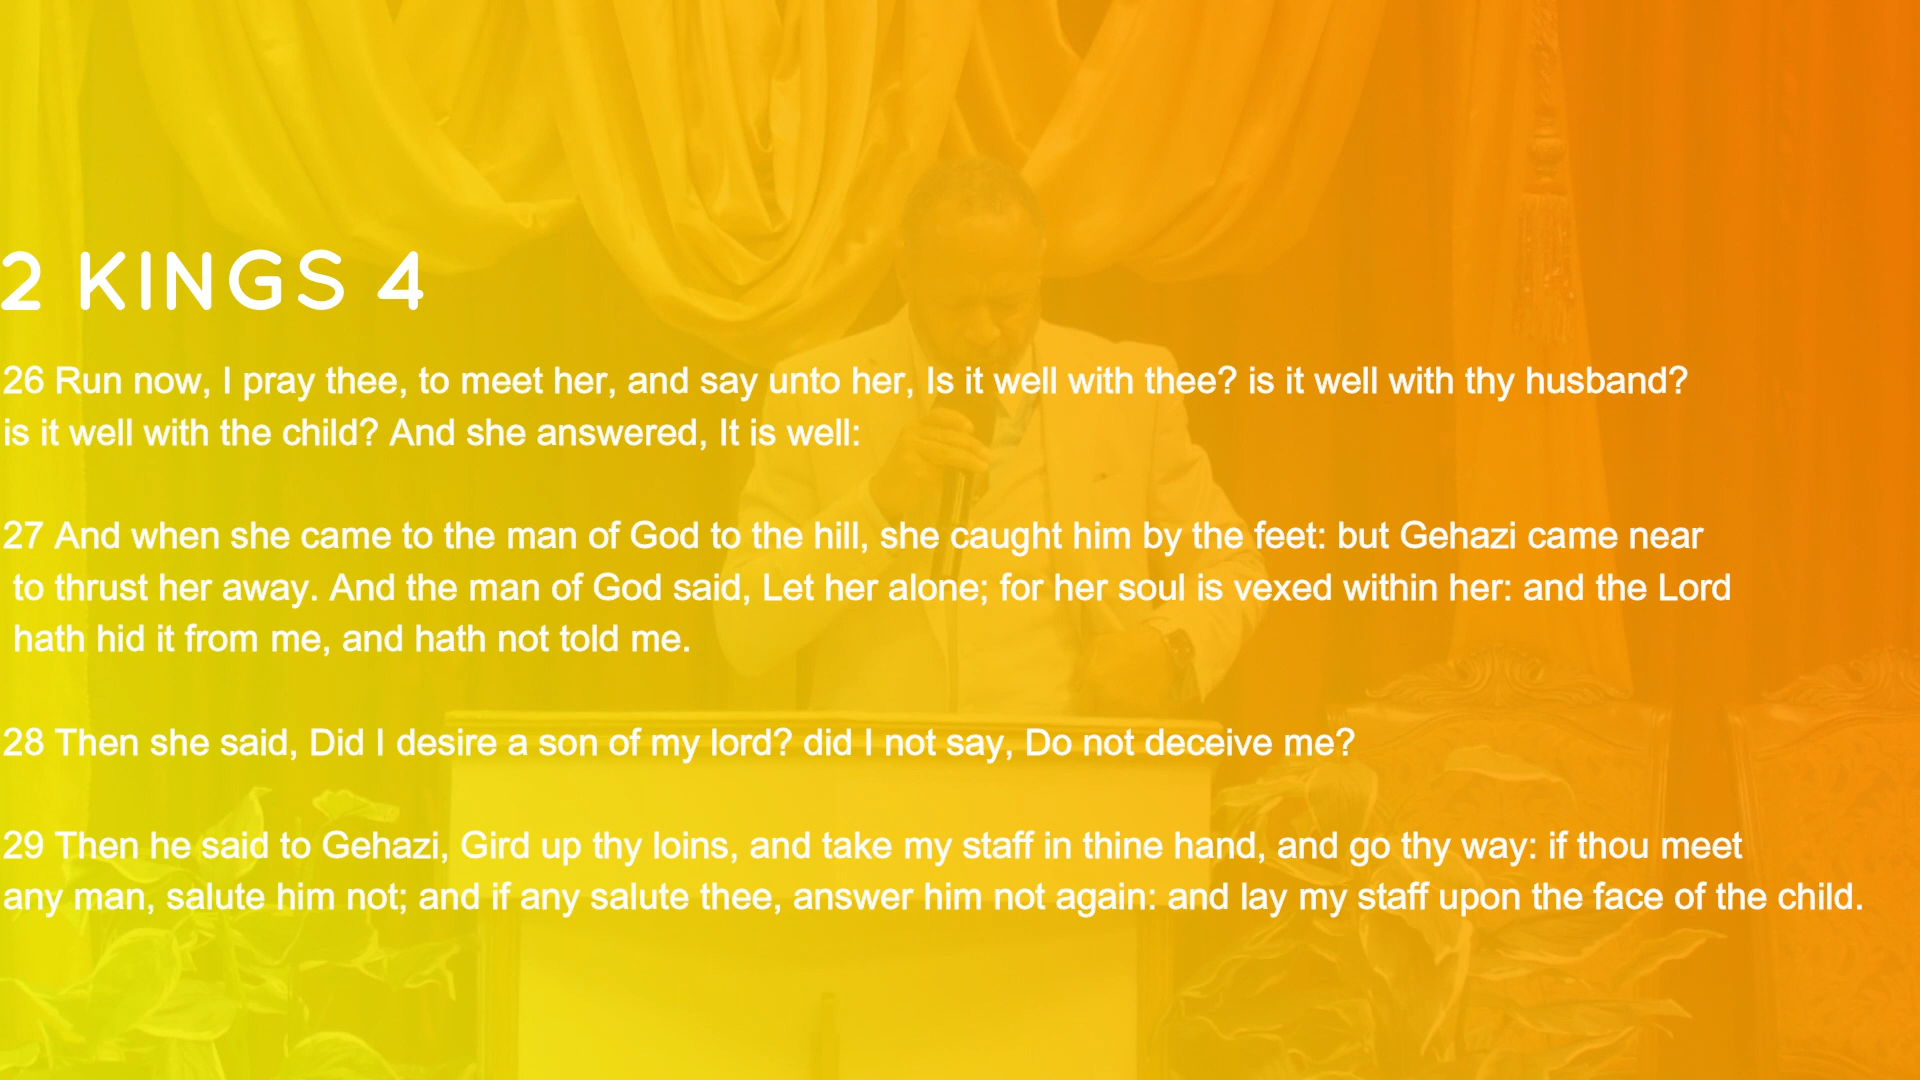 2 KINGS 4
26 Run now, I pray thee, to meet her, and say unto her, Is it well with thee? is it well with thy husband?
is it well with the child? And she answered, It is well:
27 And when she came to the man of God to the hill, she caught him by the feet: but Gehazi came near
to thrust her away. And the man of God said, Let her alone; for her soul is vexed within her: and the Lord
hath hid it from me, and hath not told me.
28 Then she said, Did I desire a son of my lord? did I not say, Do not deceive me?
29 Then he said to Gehazi, Gird up thy loins, and take my staff in thine hand, and go thy way: if thou meet
any man, salute him not; and if any salute thee, answer him not again: and lay my staff upon the face of the child.